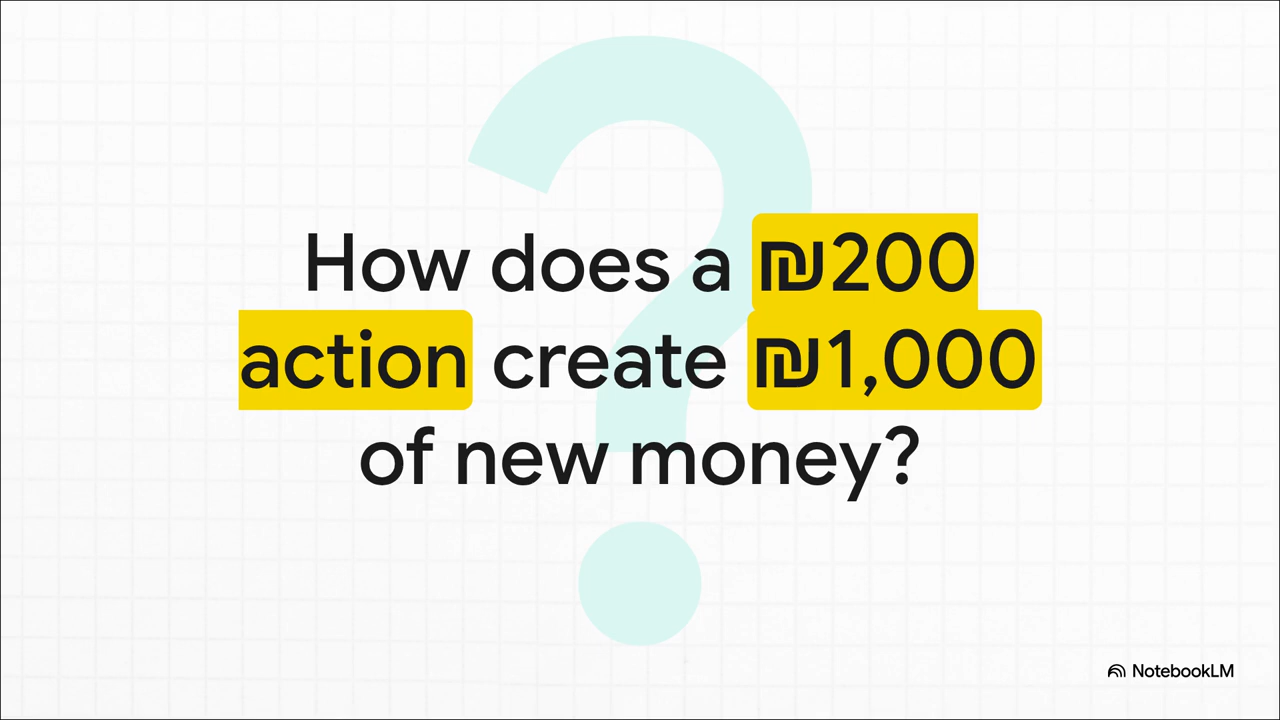 How does a ₪200
action create ₪1,000
of new money?
NotebookLM